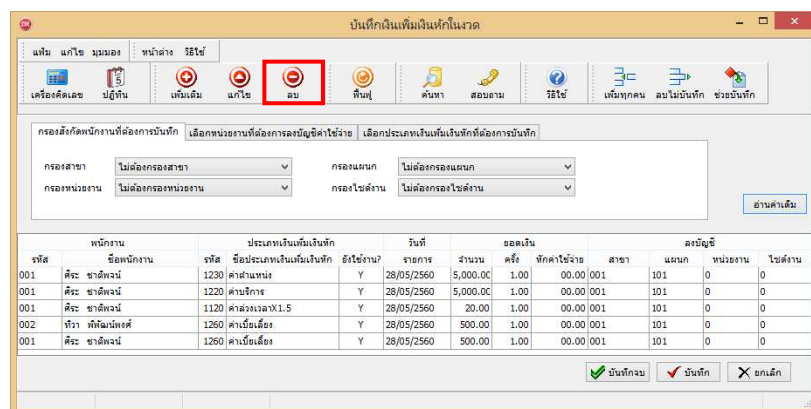 บันทึกเงินเพิ่มเงินหักในงวด
แฟ้ม แก้ไข มุมมอง หน้าต่าง วิธีใช้
เครื่องคิดเลข ปฏิทิน เพิ่มเติม แก้ไข ลบ ฟื้นฟู ค้นหา สอบถาม วิธีใช้ เพิ่มทุกคน ลบไม่บันทึก ช่วยบันทึก
กรองสังกัดพนักงานที่ต้องการบันทึก เลือกหน่วยงานที่ต้องการลงบัญชีค่าใช้จ่าย เลือกประเภทเงินเพิ่มเงินหักที่ต้องการบันทึก
กรองสาขา ไม่ต้องกรองสาขา กรองแผนก ไม่ต้องกรองแผนก
กรองหน่วยงาน ไม่ต้องกรองหน่วยงาน กรองไซด์งาน ไม่ต้องกรองไซด์งาน
อ่านค่าเดิม
พนักงาน ประเภทเงินเพิ่มเงินหัก วันที่ ยอดเงิน ลงบัญชี
รหัส ชื่อพนักงาน รหัส ชื่อประเภทเงินเพิ่มเงินหัก ยังใช้งาน? รายการ จำนวน ครั้ง หักค่าใช้จ่าย สาขา แผนก หน่วยงาน ไซด์งาน
001 ศิระ ชาติพจน์ 1230 ค่าตำแหน่ง Y 28/05/2560 5,000.00 1.00 00.00 001 101 0 0
001 ศิระ ชาติพจน์ 1220 ค่าบริการ Y 28/05/2560 5,000.00 1.00 00.00 001 101 0 0
001 ศิระ ชาติพจน์ 1120 ค่าล่วงเวลาX1.5 Y 28/05/2560 20.00 1.00 00.00 001 101 0 0
002 ทิวา พิพัฒน์พงศ์ 1260 ค่าเบี้ยเลี้ยง Y 28/05/2560 500.00 1.00 00.00 001 101 0 0
001 ศิระ ชาติพจน์ 1260 ค่าเบี้ยเลี้ยง Y 28/05/2560 500.00 1.00 00.00 001 101 0 0
บันทึกจบ บันทึก ยกเลิก